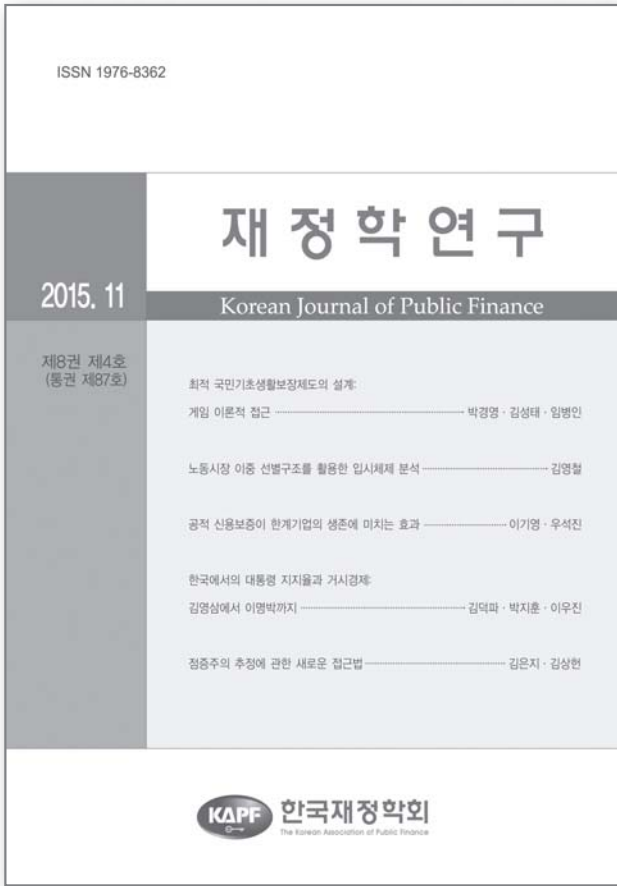 ISSN 1976-8362
재정학연구
2015. 11
Korean Journal of Public Finance
제8권 제4호
(통권 제87호)
최적 국민기초생활보장제도의 설계:
게임 이론적 접근 박경영 · 김성태 · 임병인
노동시장 이중 선별구조를 활용한 입시체제 분석 김영철
공적 신용보증이 한계기업의 생존에 미치는 효과 이기영 · 우석진
한국에서의 대통령 지지율과 거시경제:
김영삼에서 이명박까지 김덕파 · 박지훈 · 이우진
점증주의 추정에 관한 새로운 접근법 김은지 · 김상헌
KAPF 한국재정학회
The Korean Association of Public Finance